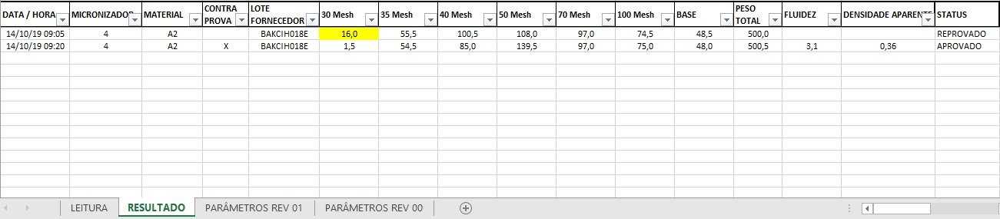 DATA / HORA MICRONIZADOR MATERIAL CONTRA PROVA LOTE FORNECEDOR 30 Mesh 35 Mesh 40 Mesh 50 Mesh 70 Mesh 100 Mesh BASE PESO TOTAL FLUIDEZ DENSIDADE APARENTE STATUS
14/10/19 09:05 4 A2 BAKCIH018E 16,0 55,5 100,5 108,0 97,0 74,5 48,5 500,0 REPROVADO
14/10/19 09:20 4 A2 X BAKCIH018E 1,5 54,5 85,0 139,5 97,0 75,0 48,0 500,5 3,1 0,36 APROVADO
LEITURA RESULTADO PARÂMETROS REV 01 PARÂMETROS REV 00